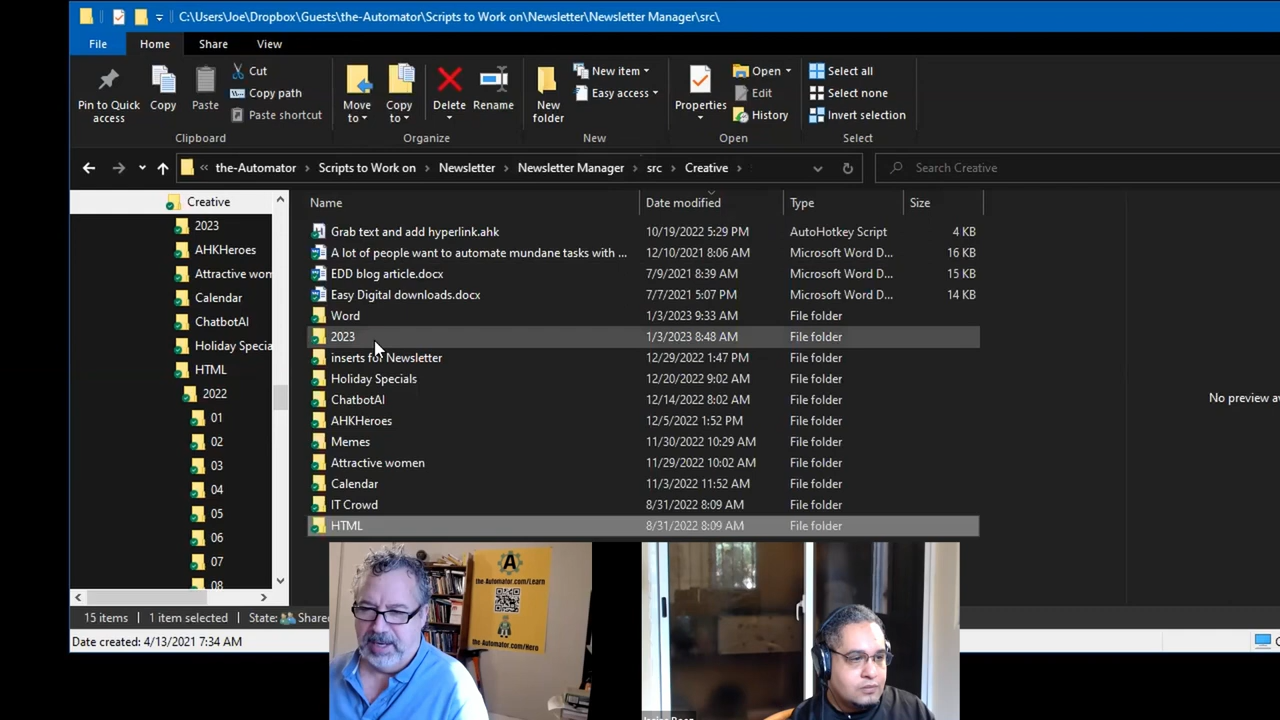 C:\Users\Joe\Dropbox\Guests\the-Automator\Scripts to Work on\Newsletter\Newsletter Manager\src\
File Home Share View
Pin to Quick access
Copy
Paste
Cut
Copy path
Paste shortcut
Move to
Copy to
Delete
Rename
New folder
New item
Easy access
Properties
Open
Edit
History
Select all
Select none
Invert selection
Clipboard Organize New Open Select
« the-Automator › Scripts to Work on › Newsletter › Newsletter Manager › src › Creative ›
Search Creative
Creative
2023
AHKHeroes
Attractive wom
Calendar
ChatbotAI
Holiday Specia
HTML
2022
01
02
03
04
05
06
07
08
Name Date modified Type Size
Grab text and add hyperlink.ahk 10/19/2022 5:29 PM AutoHotkey Script 4 KB
A lot of people want to automate mundane tasks with ... 12/10/2021 8:06 AM Microsoft Word D... 16 KB
EDD blog article.docx 7/9/2021 8:39 AM Microsoft Word D... 15 KB
Easy Digital downloads.docx 7/7/2021 5:07 PM Microsoft Word D... 14 KB
Word 1/3/2023 9:33 AM File folder
2023 1/3/2023 8:48 AM File folder
inserts for Newsletter 12/29/2022 1:47 PM File folder
Holiday Specials 12/20/2022 9:02 AM File folder
ChatbotAI 12/14/2022 8:02 AM File folder
AHKHeroes 12/5/2022 1:52 PM File folder
Memes 11/30/2022 10:29 AM File folder
Attractive women 11/29/2022 10:02 AM File folder
Calendar 11/3/2022 11:52 AM File folder
IT Crowd 8/31/2022 8:09 AM File folder
HTML 8/31/2022 8:09 AM File folder
No preview av
15 items 1 item selected State: Share
Date created: 4/13/2021 7:34 AM
A
the-Automator.com/Learn
the-Automator.com/Hero